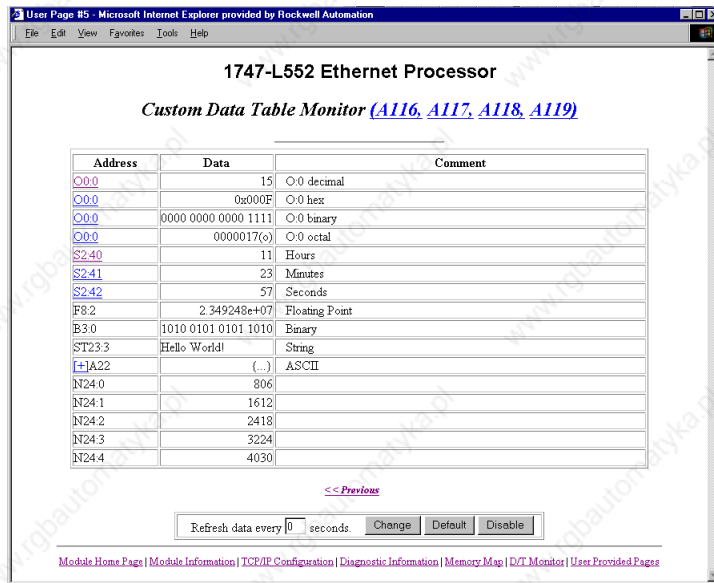 User Page #5 - Microsoft Internet Explorer provided by Rockwell Automation
File Edit View Favorites Tools Help
1747-L552 Ethernet Processor
Custom Data Table Monitor (A116, A117, A118, A119)
Address Data Comment
O0:0 15 O:0 decimal
O0:0 0x000F O:0 hex
O0:0 0000 0000 0000 1111 O:0 binary
O0:0 0000017(o) O:0 octal
S2:40 11 Hours
S2:41 23 Minutes
S2:42 57 Seconds
F8:2 2.349248e+07 Floating Point
B3:0 1010 0101 0101 1010 Binary
ST23:3 Hello World! String
[+]A22 {...} ASCII
N24:0 806
N24:1 1612
N24:2 2418
N24:3 3224
N24:4 4030
<< Previous
Refresh data every 0 seconds. Change Default Disable
Module Home Page | Module Information | TCP/IP Configuration | Diagnostic Information | Memory Map | D/T Monitor | User Provided Pages
www.rgbautomatyka.pl